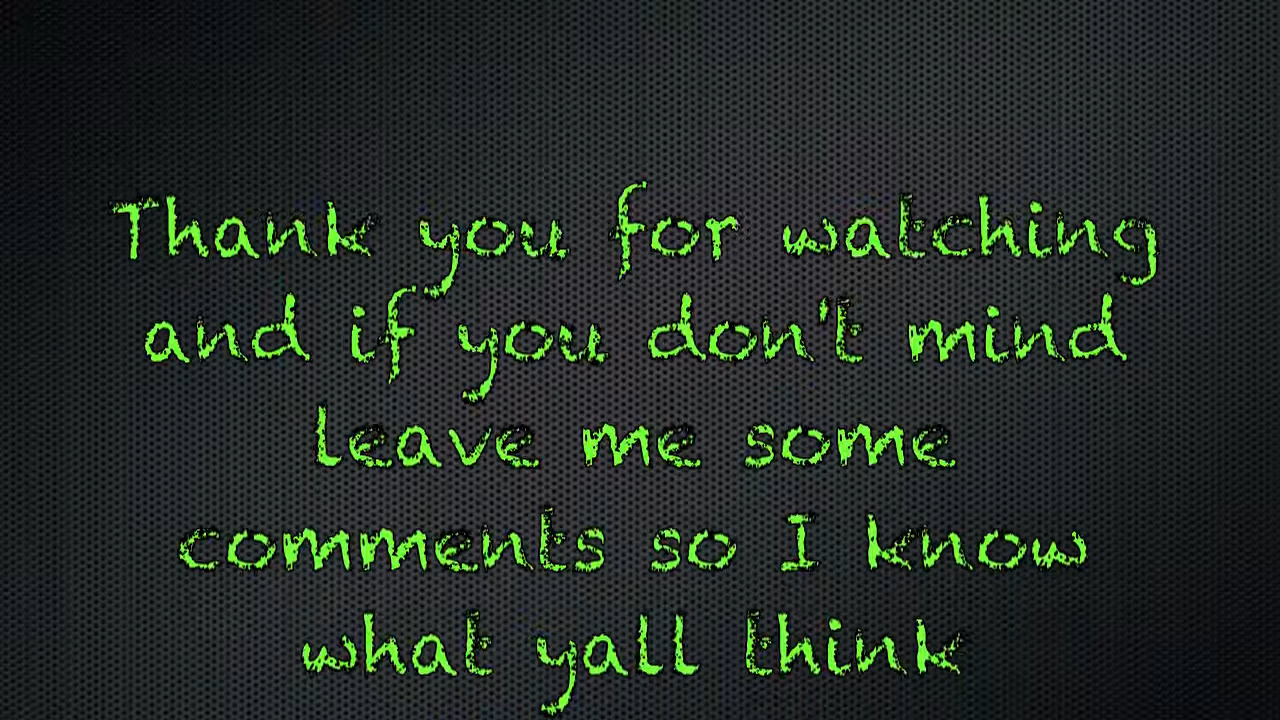 Thank you for watching
and if you don't mind
leave me some
comments so I know
what yall think